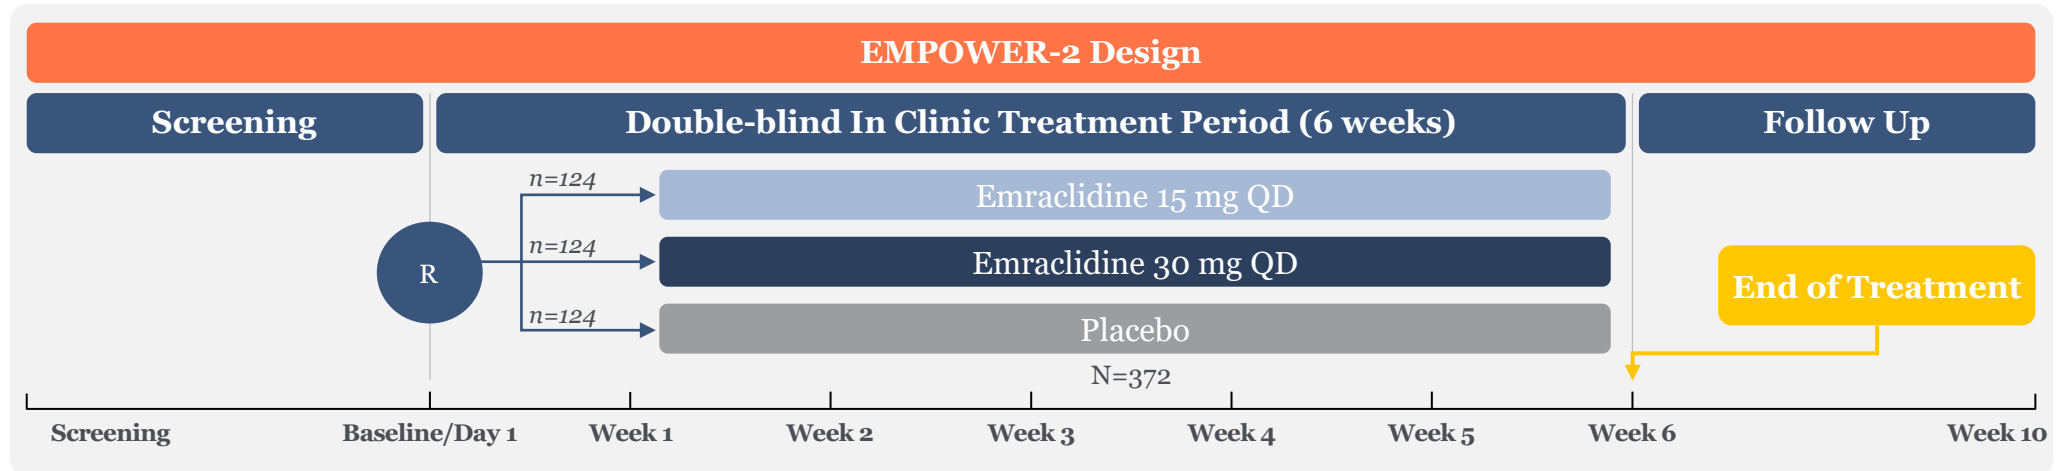 EMPOWER-2 Design
Screening
Double-blind In Clinic Treatment Period (6 weeks)
Follow Up
n=124
Emraclidine 15 mg QD
R
n=124
Emraclidine 30 mg QD
End of Treatment
n=124
Placebo
N=372
Screening
Baseline/Day 1
Week 1
Week 2
Week 3
Week 4
Week 5
Week 6
Week 10